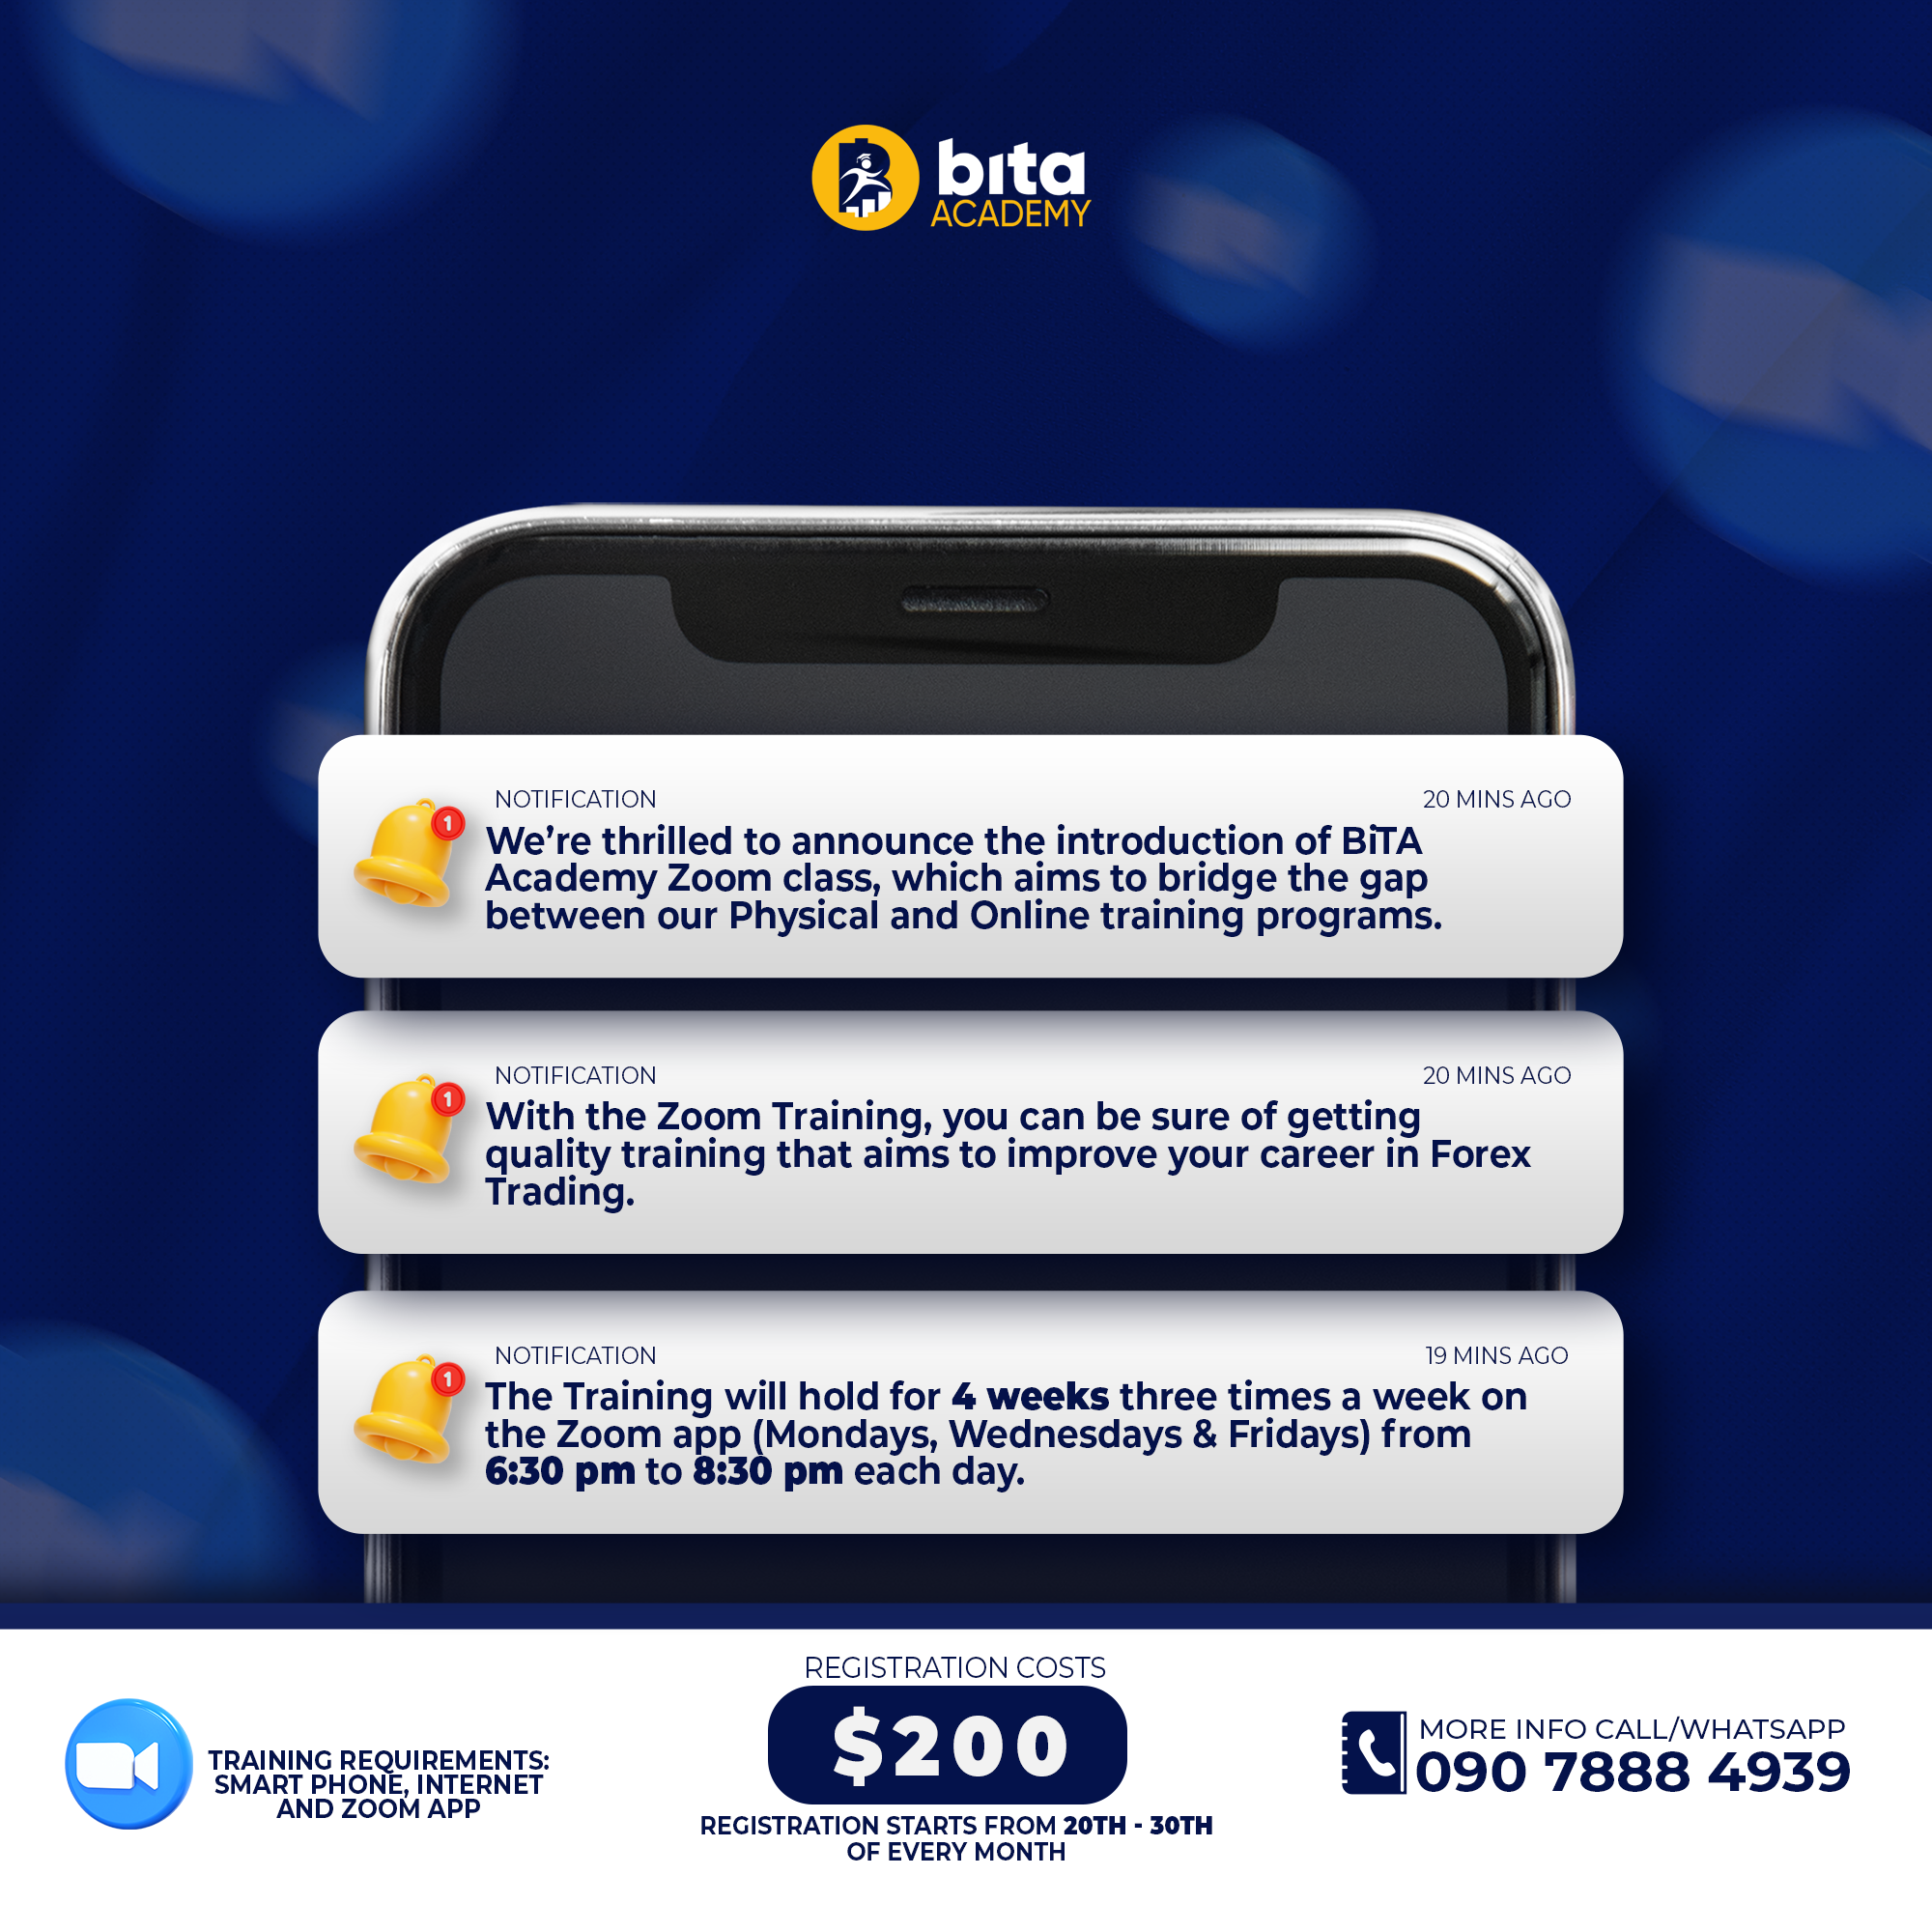 bita
ACADEMY
NOTIFICATION 20 MINS AGO
1
We're thrilled to announce the introduction of BiTA
Academy Zoom class, which aims to bridge the gap
between our Physical and Online training programs.
NOTIFICATION 20 MINS AGO
1
With the Zoom Training, you can be sure of getting
quality training that aims to improve your career in Forex
Trading.
NOTIFICATION 19 MINS AGO
1
The Training will hold for 4 weeks three times a week on
the Zoom app (Mondays, Wednesdays & Fridays) from
6:30 pm to 8:30 pm each day.
TRAINING REQUIREMENTS:
SMART PHONE, INTERNET
AND ZOOM APP
REGISTRATION COSTS
$200
REGISTRATION STARTS FROM 20TH - 30TH
OF EVERY MONTH
MORE INFO CALL/WHATSAPP
090 7888 4939